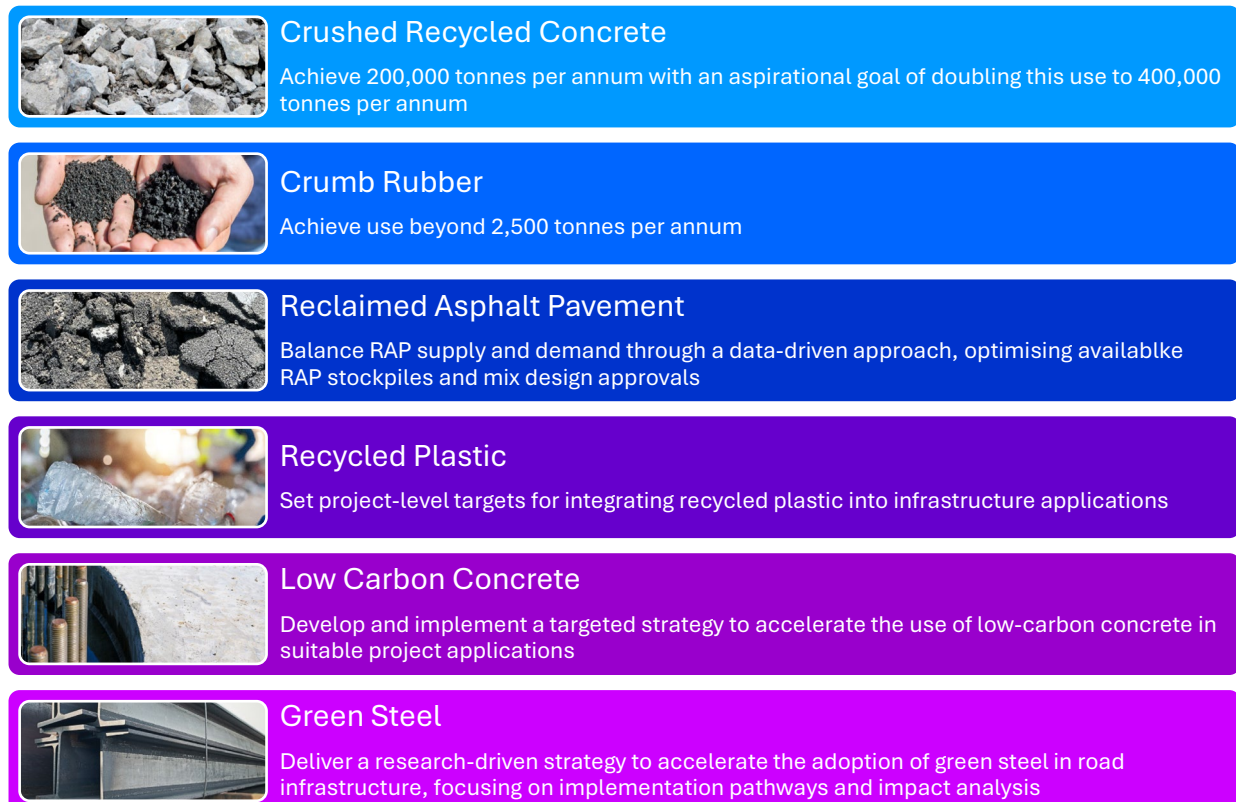 Crushed Recycled Concrete
Achieve 200,000 tonnes per annum with an aspirational goal of doubling this use to 400,000
tonnes per annum
Crumb Rubber
Achieve use beyond 2,500 tonnes per annum
Reclaimed Asphalt Pavement
Balance RAP supply and demand through a data-driven approach, optimising availablke
RAP stockpiles and mix design approvals
Recycled Plastic
Set project-level targets for integrating recycled plastic into infrastructure applications
Low Carbon Concrete
Develop and implement a targeted strategy to accelerate the use of low-carbon concrete in
suitable project applications
Green Steel
Deliver a research-driven strategy to accelerate the adoption of green steel in road
infrastructure, focusing on implementation pathways and impact analysis